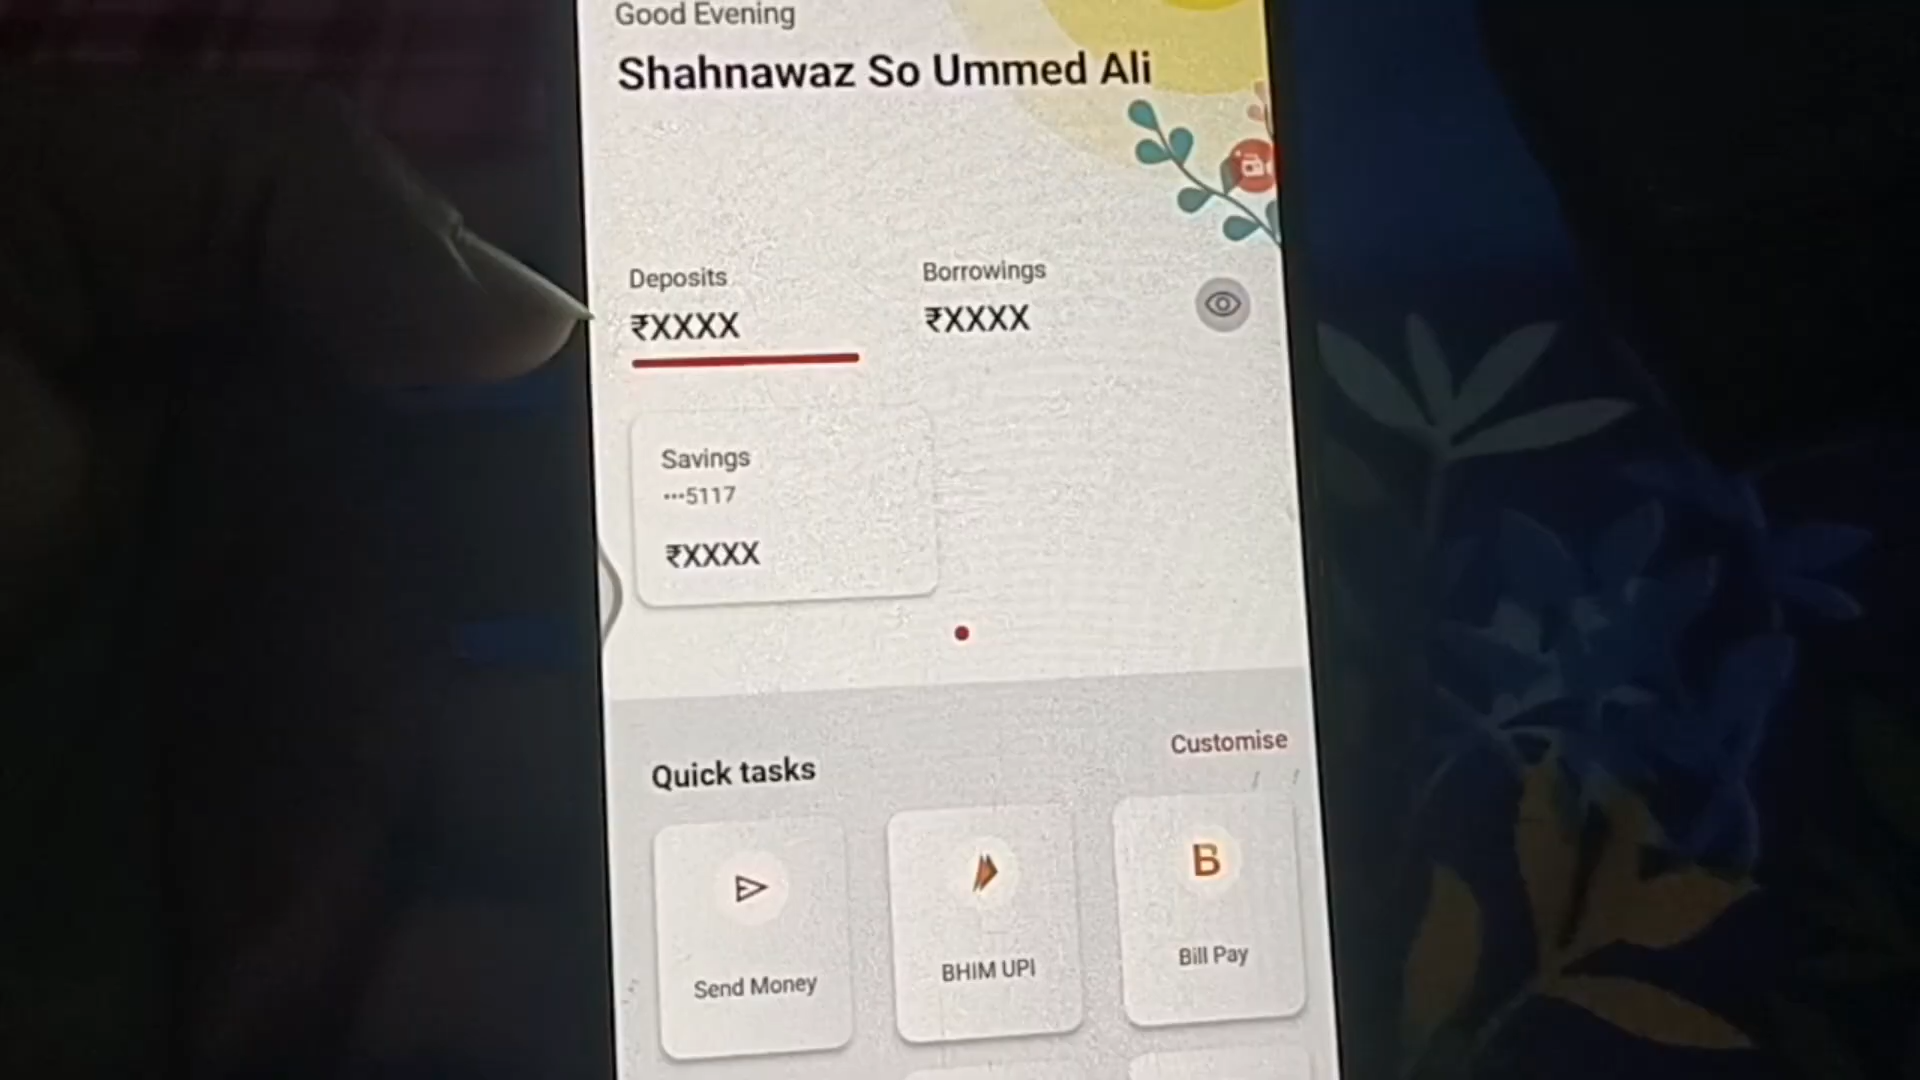 Good Evening
Shahnawaz So Ummed Ali
Deposits
Borrowings
₹XXXX
₹XXXX
Savings
•••5117
₹XXXX
Quick tasks
Customise
B
Send Money
BHIM UPI
Bill Pay